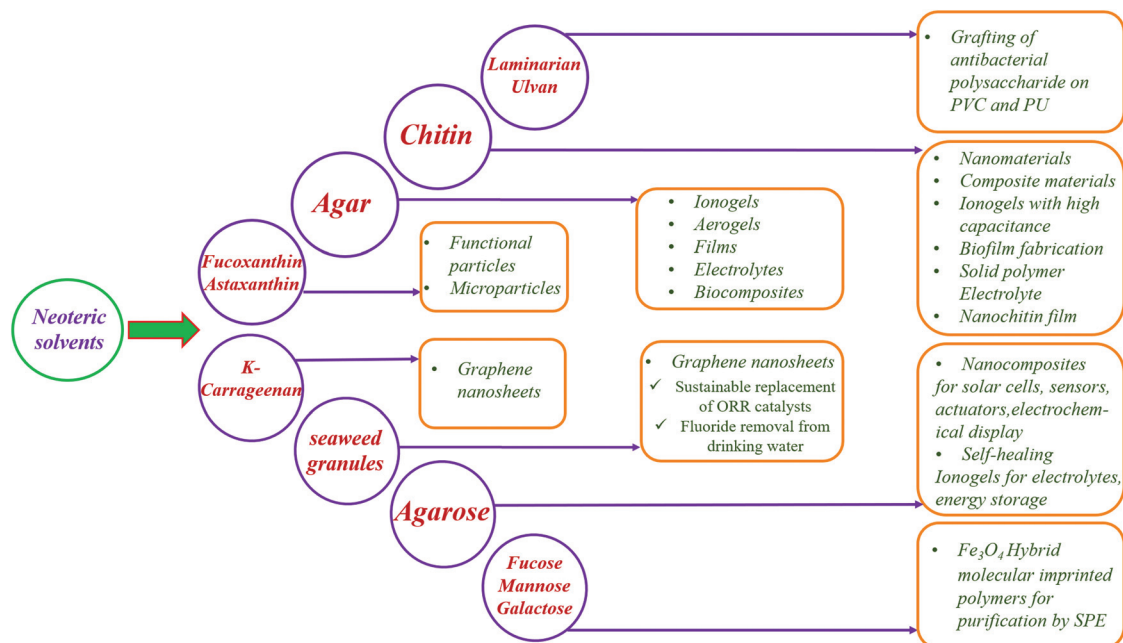 Neoteric
solvents
Laminarian
Ulvan
• Grafting of
antibacterial
polysaccharide on
PVC and PU
Chitin
• Nanomaterials
• Composite materials
• Ionogels with high
capacitance
• Biofilm fabrication
• Solid polymer
Electrolyte
• Nanochitin film
Agar
• Ionogels
• Aerogels
• Films
• Electrolytes
• Biocomposites
Fucoxanthin
Astaxanthin
• Functional
particles
• Microparticles
K-
Carrageenan
• Graphene
nanosheets
seaweed
granules
• Graphene nanosheets
✓ Sustainable replacement
of ORR catalysts
✓ Fluoride removal from
drinking water
Agarose
• Nanocomposites
for solar cells, sensors,
actuators,electrochem-
ical display
• Self-healing
Ionogels for electrolytes,
energy storage
Fucose
Mannose
Galactose
• Fe₃O₄ Hybrid
molecular imprinted
polymers for
purification by SPE